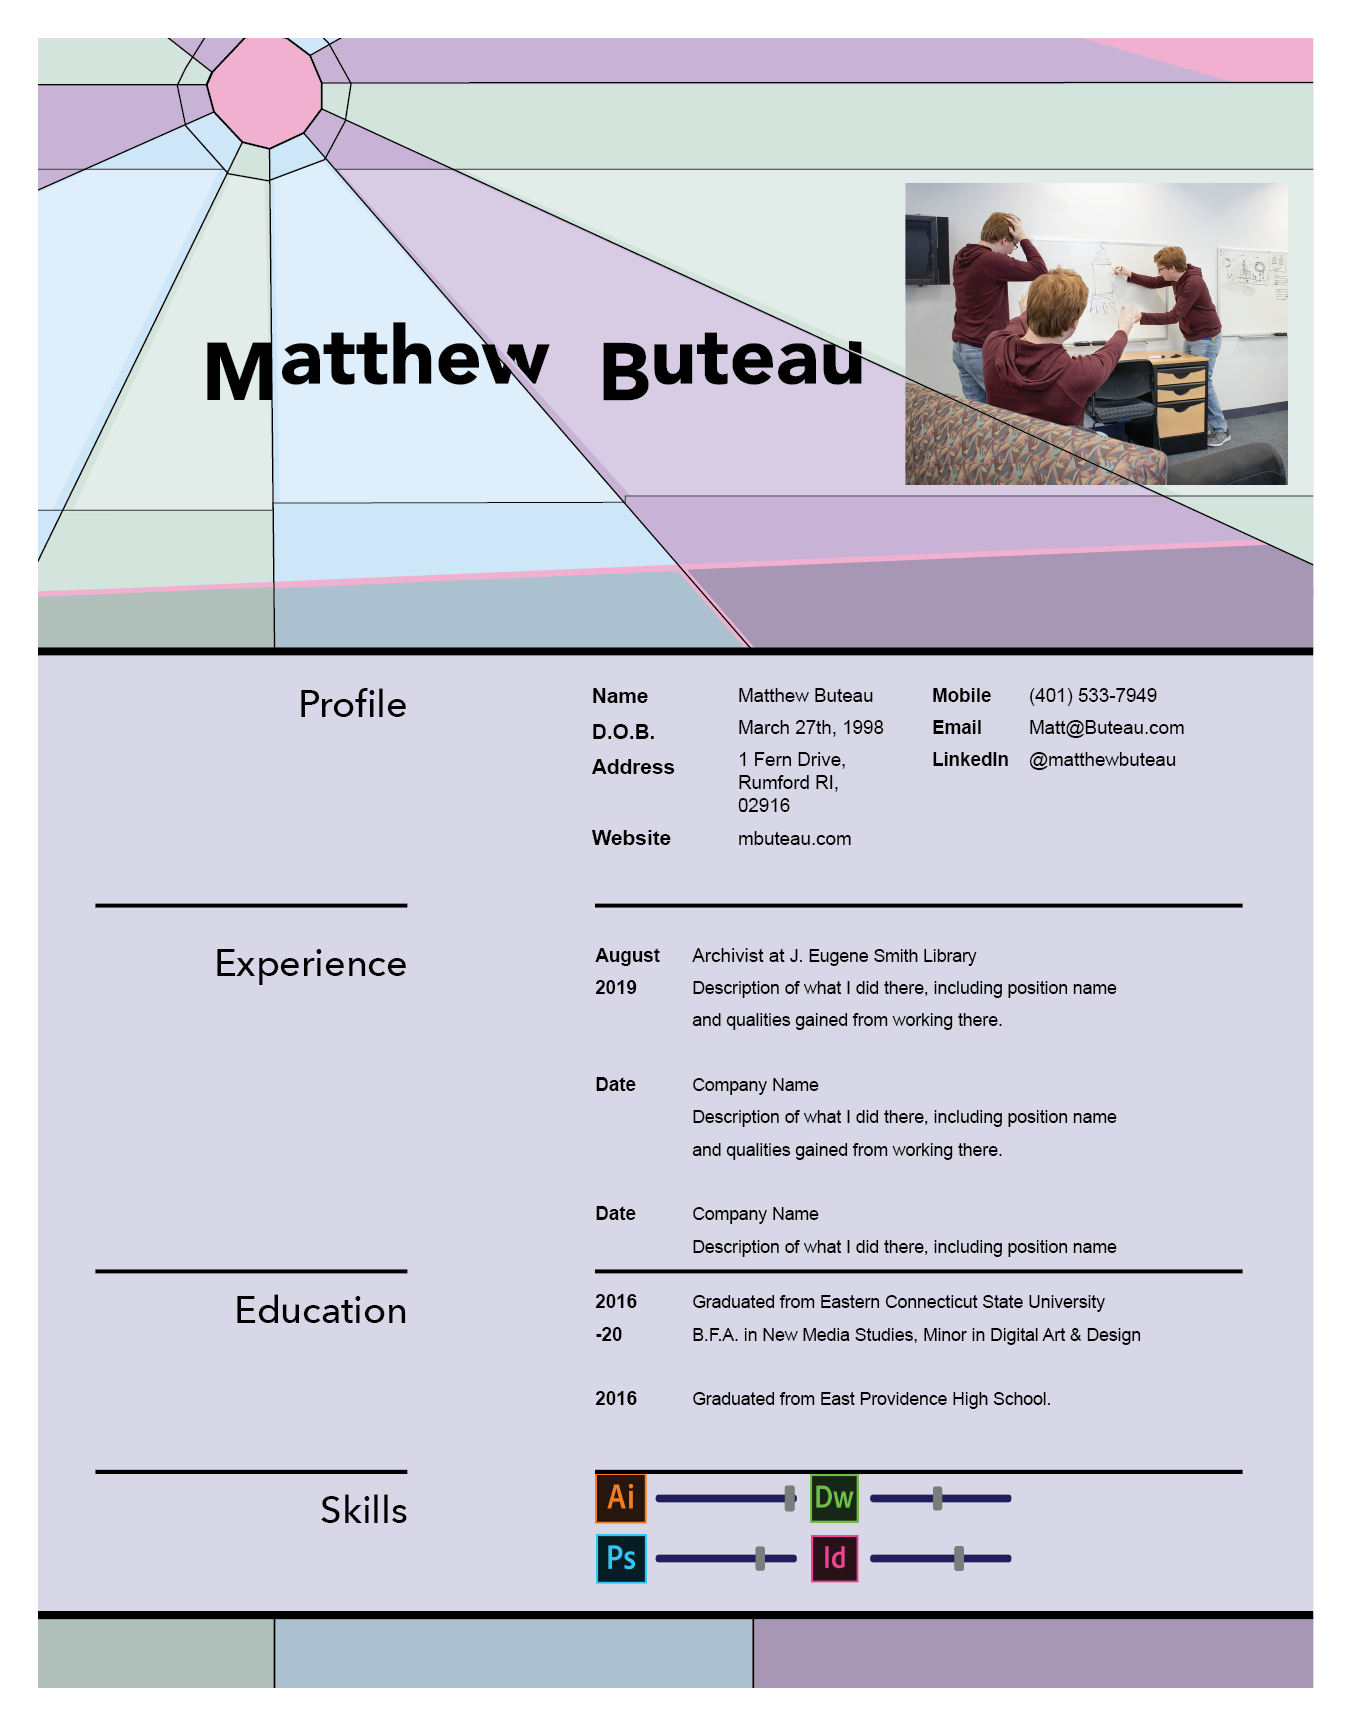 Matthew Buteau
Profile
Name Matthew Buteau
D.O.B. March 27th, 1998
Address 1 Fern Drive,
Rumford RI,
02916
Website mbuteau.com
Mobile (401) 533-7949
Email Matt@Buteau.com
LinkedIn @matthewbuteau
Experience
August Archivist at J. Eugene Smith Library
2019 Description of what I did there, including position name
and qualities gained from working there.
Date Company Name
Description of what I did there, including position name
and qualities gained from working there.
Date Company Name
Description of what I did there, including position name
Education
2016 Graduated from Eastern Connecticut State University
-20 B.F.A. in New Media Studies, Minor in Digital Art & Design
2016 Graduated from East Providence High School.
Skills
Ai Dw
Ps Id